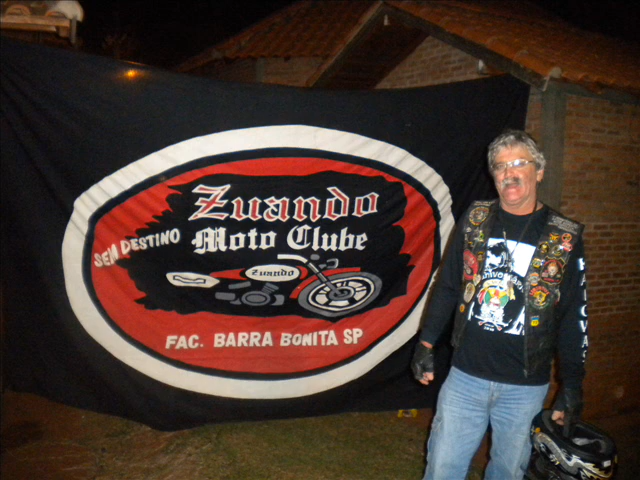 Zuando
Moto Clube
SEM DESTINO
Zuando
FAC. BARRA BONITA SP